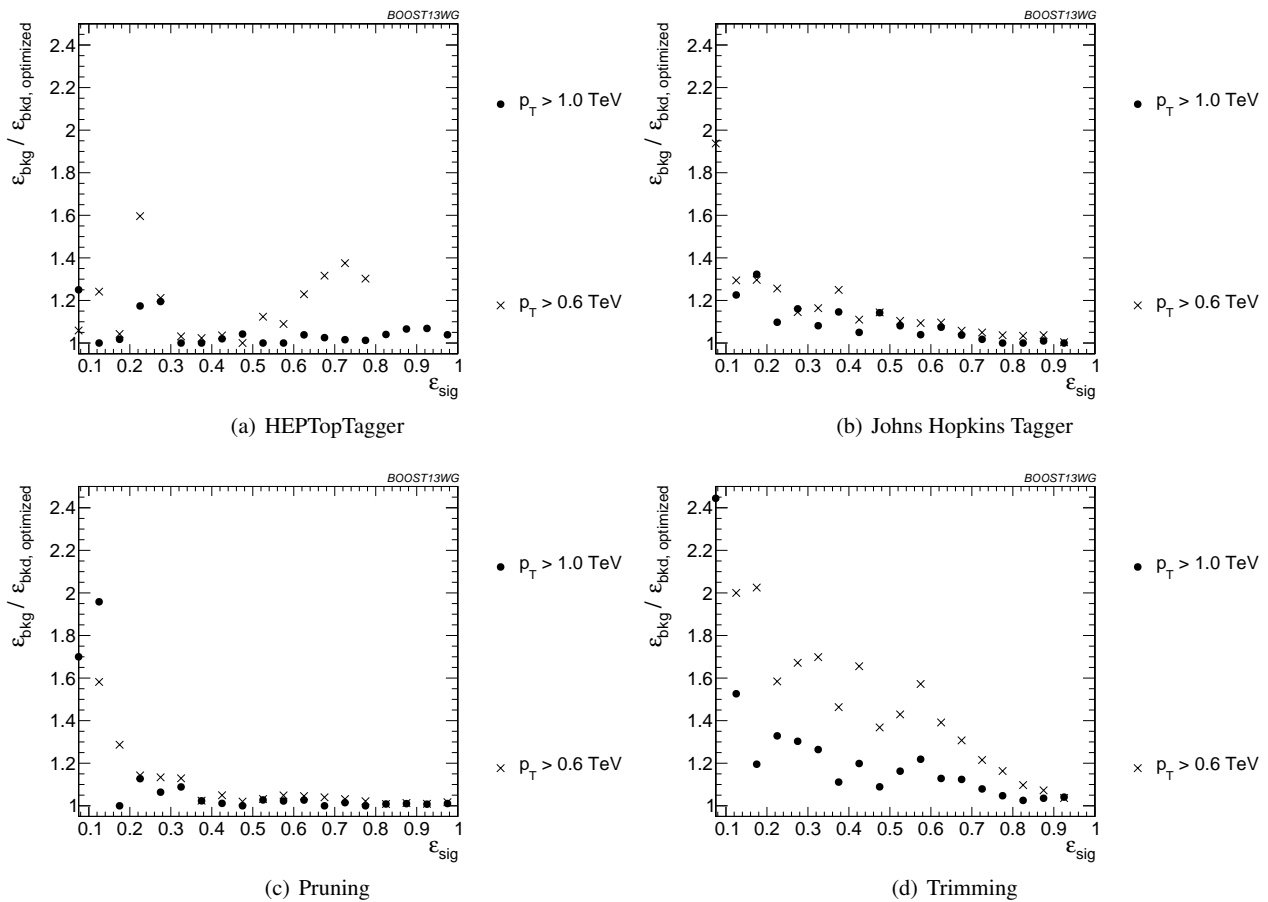 BOOST13WG
ε_bkg / ε_bkd, optimized
2.4
2.2
2
1.8
1.6
1.4
1.2
1
0.1 0.2 0.3 0.4 0.5 0.6 0.7 0.8 0.9 1
ε_sig
p_T > 1.0 TeV
p_T > 0.6 TeV
(a) HEPTopTagger
BOOST13WG
ε_bkg / ε_bkd, optimized
2.4
2.2
2
1.8
1.6
1.4
1.2
1
0.1 0.2 0.3 0.4 0.5 0.6 0.7 0.8 0.9 1
ε_sig
p_T > 1.0 TeV
p_T > 0.6 TeV
(b) Johns Hopkins Tagger
BOOST13WG
ε_bkg / ε_bkd, optimized
2.4
2.2
2
1.8
1.6
1.4
1.2
1
0.1 0.2 0.3 0.4 0.5 0.6 0.7 0.8 0.9 1
ε_sig
p_T > 1.0 TeV
p_T > 0.6 TeV
(c) Pruning
BOOST13WG
ε_bkg / ε_bkd, optimized
2.4
2.2
2
1.8
1.6
1.4
1.2
1
0.1 0.2 0.3 0.4 0.5 0.6 0.7 0.8 0.9 1
ε_sig
p_T > 1.0 TeV
p_T > 0.6 TeV
(d) Trimming